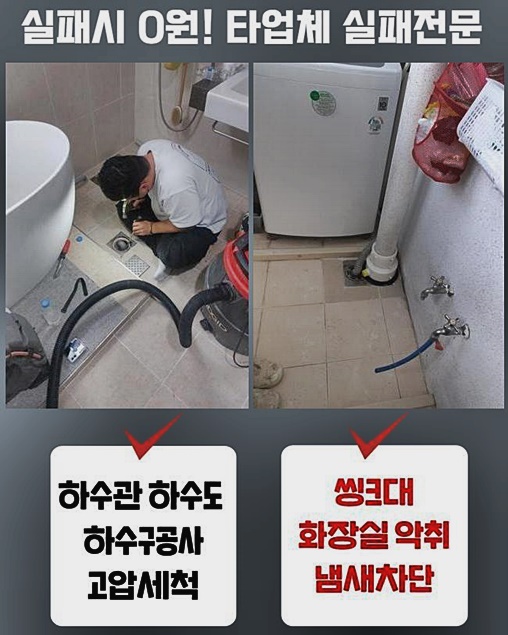 실패시 0원! 타업체 실패전문
하수관 하수도
하수구공사
고압세척
씽크대
화장실 악취
냄새차단